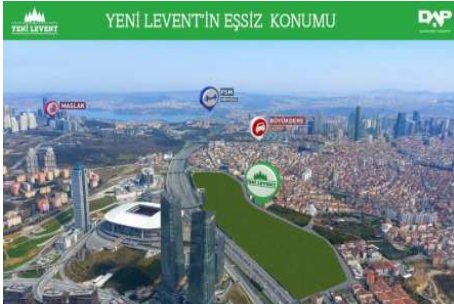 YENİ LEVENT
YENİ LEVENT'İN EŞSİZ KONUMU
DAP
MASLAK
FSM
BÜYÜKDERE
YENİ LEVENT